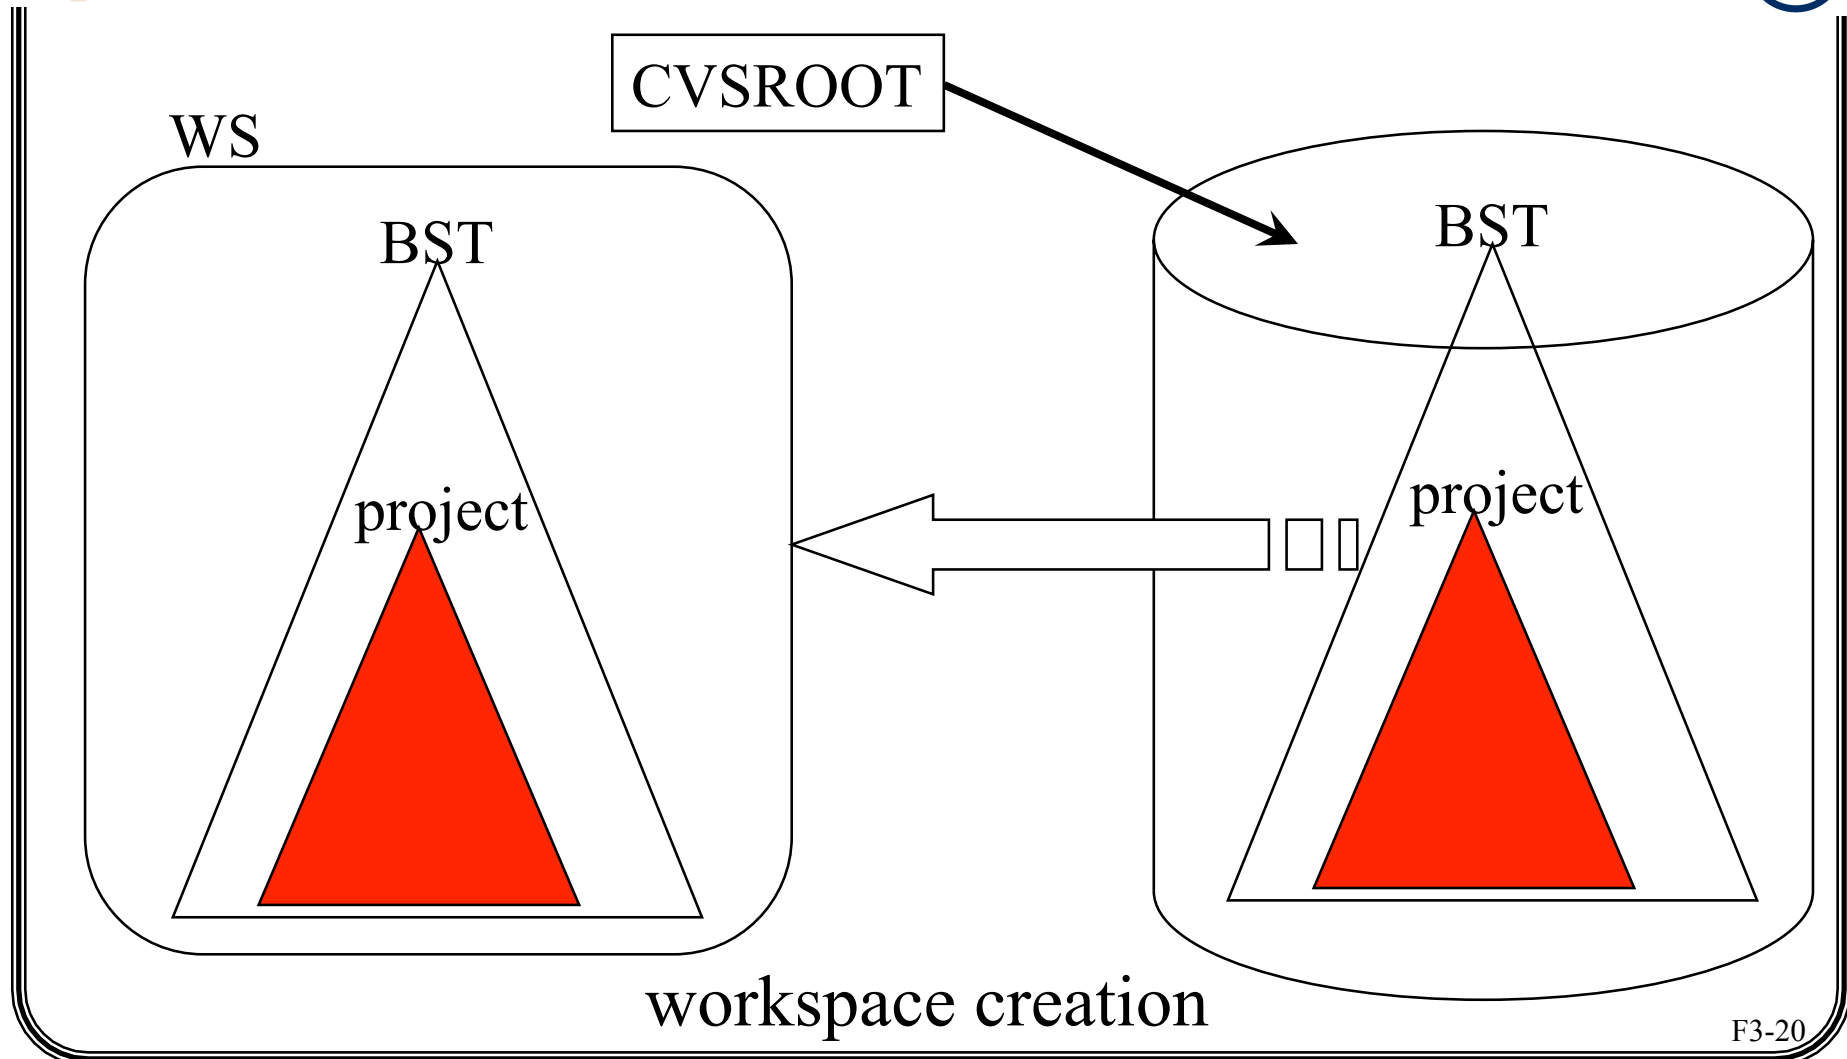 CVSROOT
WS
BST
BST
project
project
workspace creation
F3-20